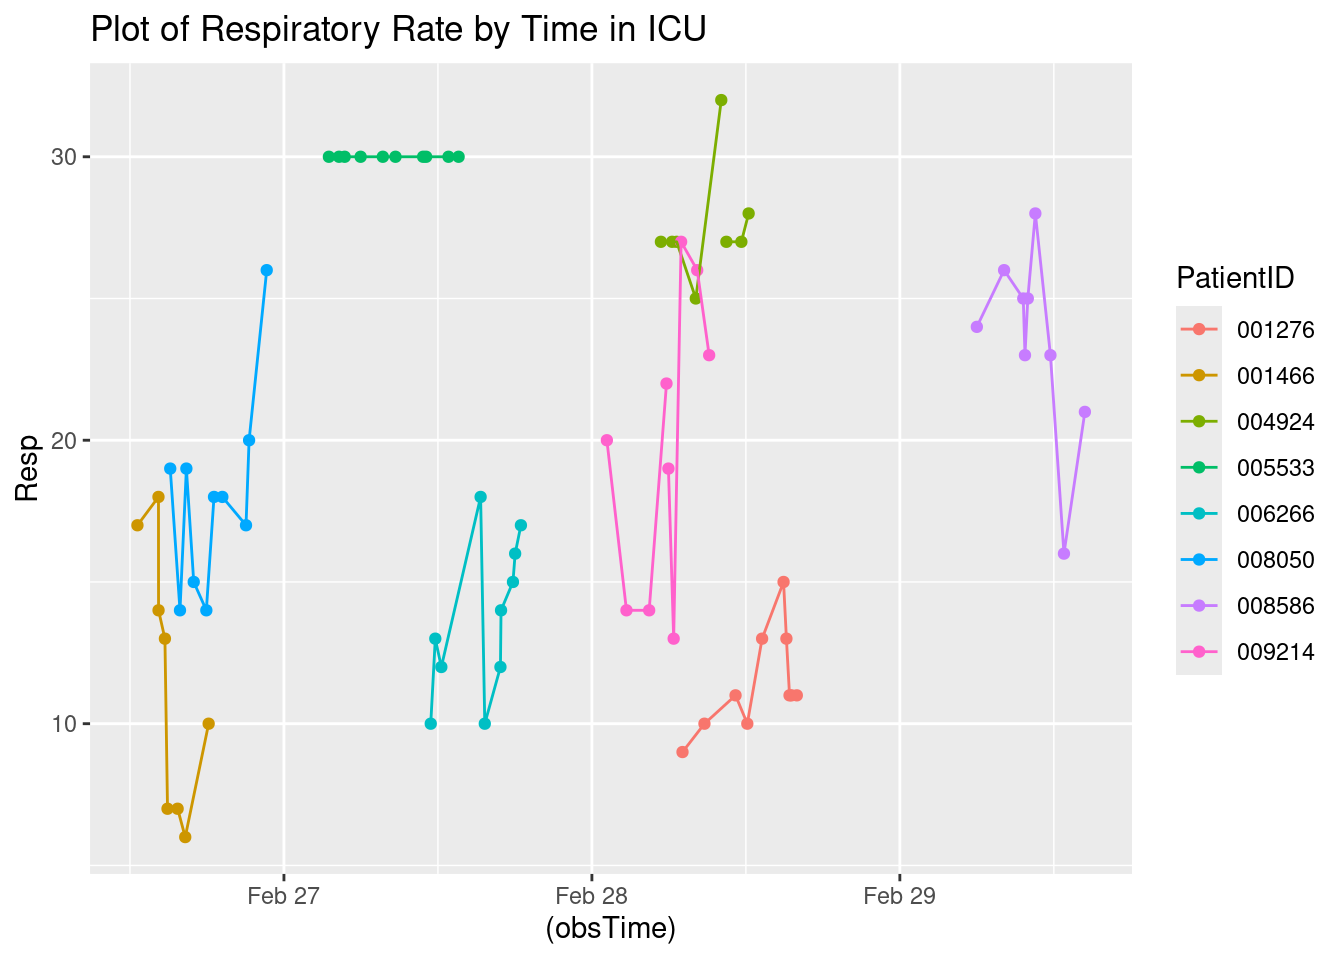 Plot of Respiratory Rate by Time in ICU
30
20
10
Resp
Feb 27
Feb 28
Feb 29
(obsTime)
PatientID
001276
001466
004924
005533
006266
008050
008586
009214